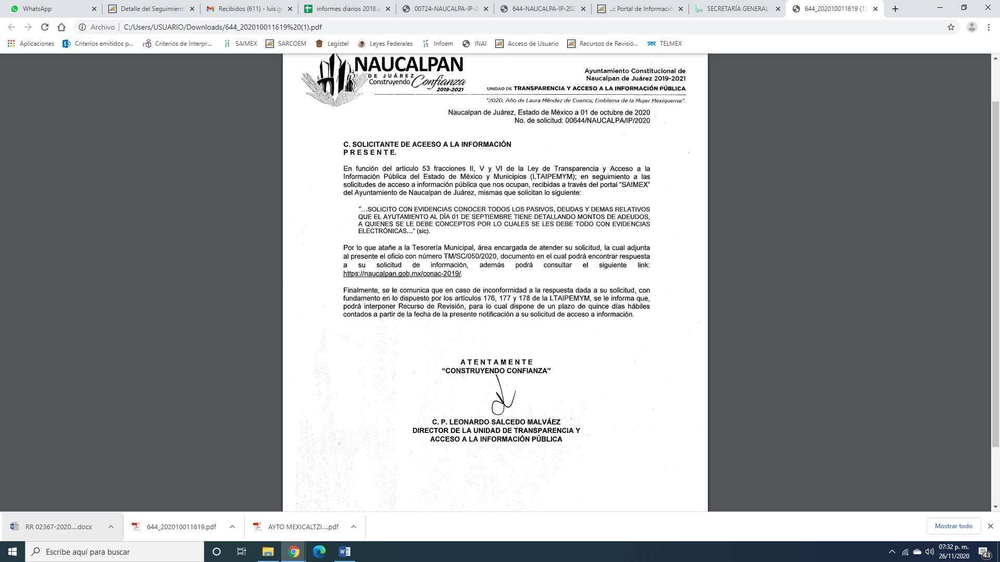 WhatsApp
Detalle del Seguimiento
Recibidos (611) - luis.gu
informes diarios 2018.x
00724-NAUCALPA-IP-2
644-NAUCALPA-IP-202
..:: Portal de Informació
SECRETARÍA GENERAL
644_202010011619 (1)
Archivo
C:/Users/USUARIO/Downloads/644_202010011619%20(1).pdf
Aplicaciones
Criterios emitidos p...
Criterios de Interpr...
SAIMEX
SARCOEM
Legistel
Leyes Federales
Infoem
INAI
Acceso de Usuario
Recursos de Revisió...
TELMEX
NAUCALPAN
DE JUÁREZ
Construyendo Confianza
2019-2021
Ayuntamiento Constitucional de
Naucalpan de Juárez 2019-2021
UNIDAD DE TRANSPARENCIA Y ACCESO A LA INFORMACIÓN PÚBLICA
"2020. Año de Laura Méndez de Cuenca; Emblema de la Mujer Mexiquense".
Naucalpan de Juárez, Estado de México a 01 de octubre de 2020
No. de solicitud: 00644/NAUCALPA/IP/2020
C. SOLICITANTE DE ACEESO A LA INFORMACIÓN
P R E S E N T E.
En función del artículo 53 fracciones II, V y VI de la Ley de Transparencia y Acceso a la
Información Pública del Estado de México y Municipios (LTAIPEMYM); en seguimiento a las
solicitudes de acceso a información pública que nos ocupan, recibidas a través del portal "SAIMEX"
del Ayuntamiento de Naucalpan de Juárez, mismas que solicitan lo siguiente:
"…SOLICITO CON EVIDENCIAS CONOCER TODOS LOS PASIVOS, DEUDAS Y DEMAS RELATIVOS
QUE EL AYUTAMIENTO AL DÍA 01 DE SEPTIEMBRE TIENE DETALLANDO MONTOS DE ADEUDOS,
A QUIENES SE LE DEBE CONCEPTOS POR LO CUALES SE LES DEBE TODO CON EVIDENCIAS
ELECTRÓNICAS…" (sic).
Por lo que atañe a la Tesorería Municipal, área encargada de atender su solicitud, la cual adjunta
al presente el oficio con número TM/SC/050/2020, documento en el cual podrá encontrar respuesta
a su solicitud de información, además podrá consultar el siguiente link:
https://naucalpan.gob.mx/conac-2019/.
Finalmente, se le comunica que en caso de inconformidad a la respuesta dada a su solicitud, con
fundamento en lo dispuesto por los artículos 176, 177 y 178 de la LTAIPEMYM, se le informa que,
podrá interponer Recurso de Revisión, para lo cual dispone de un plazo de quince días hábiles
contados a partir de la fecha de la presente notificación a su solicitud de acceso a información.
A T E N T A M E N T E
"CONSTRUYENDO CONFIANZA"
C. P. LEONARDO SALCEDO MALVÁEZ
DIRECTOR DE LA UNIDAD DE TRANSPARENCIA Y
ACCESO A LA INFORMACIÓN PÚBLICA
RR 02367-2020....docx
644_202010011619.pdf
AYTO MEXICALTZI....pdf
Mostrar todo
Escribe aquí para buscar
07:32 p. m.
26/11/2020
43